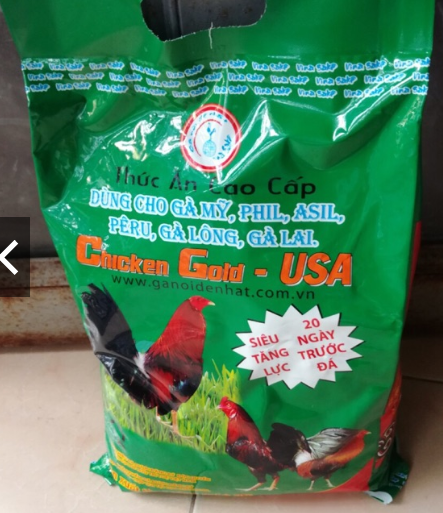 Thức Ăn Cao Cấp
DÙNG CHO GÀ MỸ, PHIL, ASIL,
PÊRU, GÀ LÔNG, GÀ LAI.
CHICKEN GOLD - USA
www.ganoidenhat.com.vn
SIÊU TĂNG LỰC
20 NGÀY TRƯỚC ĐÁ